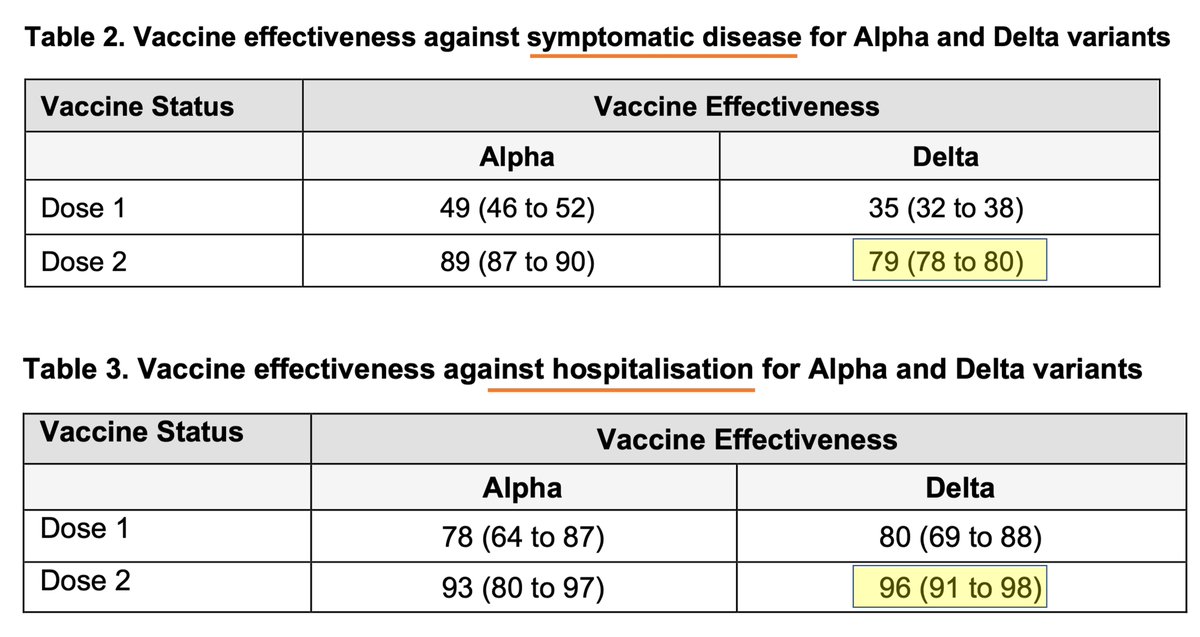 Table 2. Vaccine effectiveness against symptomatic disease for Alpha and Delta variants
Vaccine Status Vaccine Effectiveness
Alpha Delta
Dose 1 49 (46 to 52) 35 (32 to 38)
Dose 2 89 (87 to 90) 79 (78 to 80)
Table 3. Vaccine effectiveness against hospitalisation for Alpha and Delta variants
Vaccine Status Vaccine Effectiveness
Alpha Delta
Dose 1 78 (64 to 87) 80 (69 to 88)
Dose 2 93 (80 to 97) 96 (91 to 98)